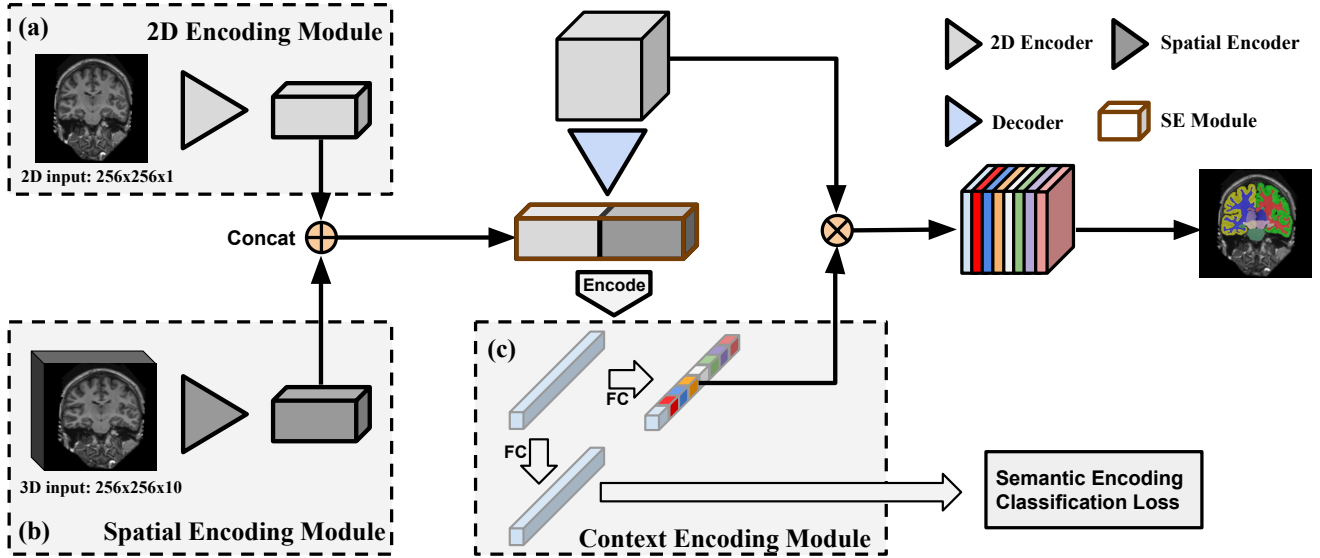 (a)
2D Encoding Module
2D input: 256x256x1
Concat
3D input: 256x256x10
(b)
Spatial Encoding Module
Encode
(c)
FC
FC
Context Encoding Module
2D Encoder
Spatial Encoder
Decoder
SE Module
Semantic Encoding
Classification Loss